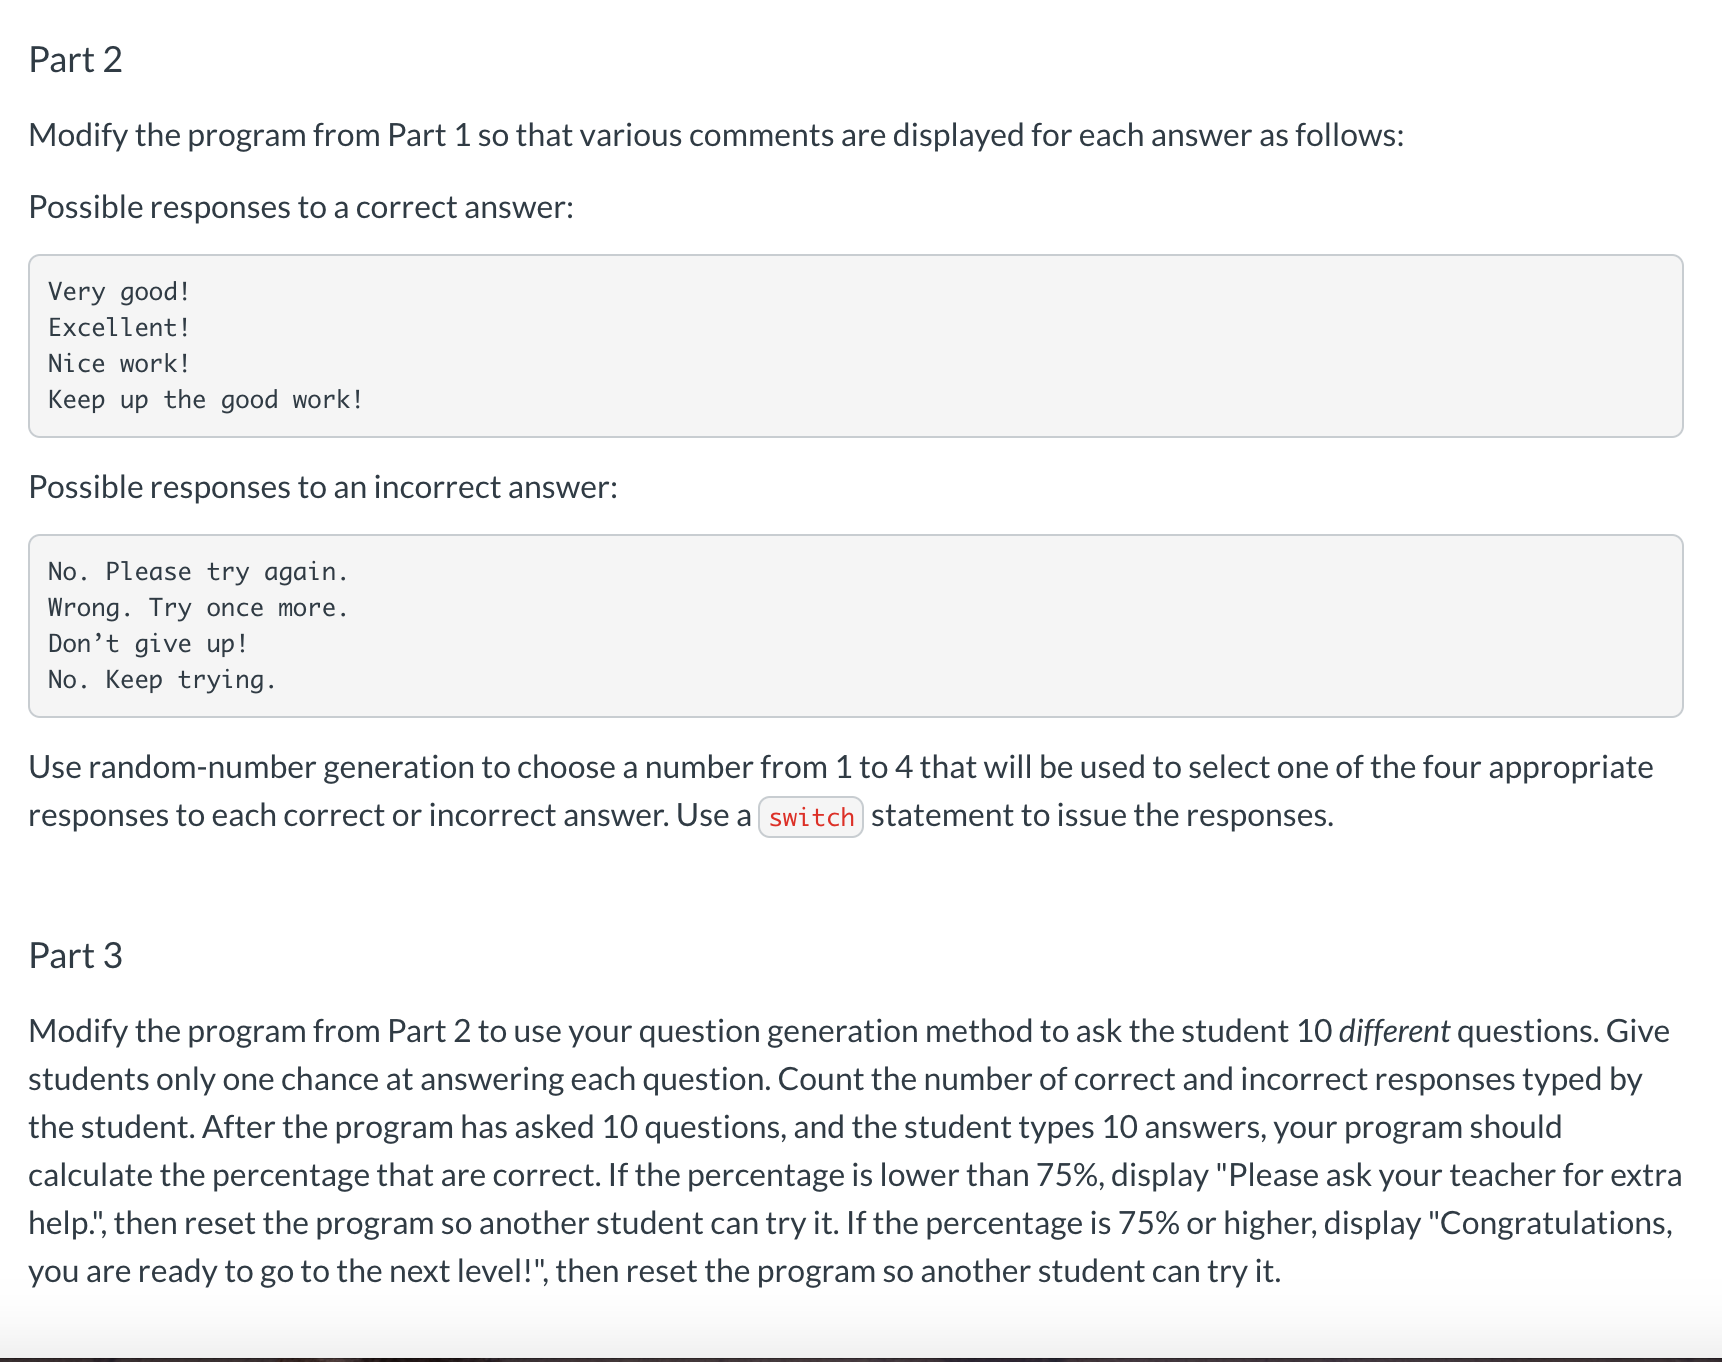 Part 2
Modify the program from Part 1 so that various comments are displayed for each answer as follows:
Possible responses to a correct answer:
Very good!
Excellent!
Nice work!
Keep up the good work!
Possible responses to an incorrect answer:
No. Please try again.
Wrong. Try once more.
Don’t give up!
No. Keep trying.
Use random-number generation to choose a number from 1 to 4 that will be used to select one of the four appropriate
responses to each correct or incorrect answer. Use a switch statement to issue the responses.
Part 3
Modify the program from Part 2 to use your question generation method to ask the student 10 different questions. Give
students only one chance at answering each question. Count the number of correct and incorrect responses typed by
the student. After the program has asked 10 questions, and the student types 10 answers, your program should
calculate the percentage that are correct. If the percentage is lower than 75%, display "Please ask your teacher for extra
help.", then reset the program so another student can try it. If the percentage is 75% or higher, display "Congratulations,
you are ready to go to the next level!", then reset the program so another student can try it.